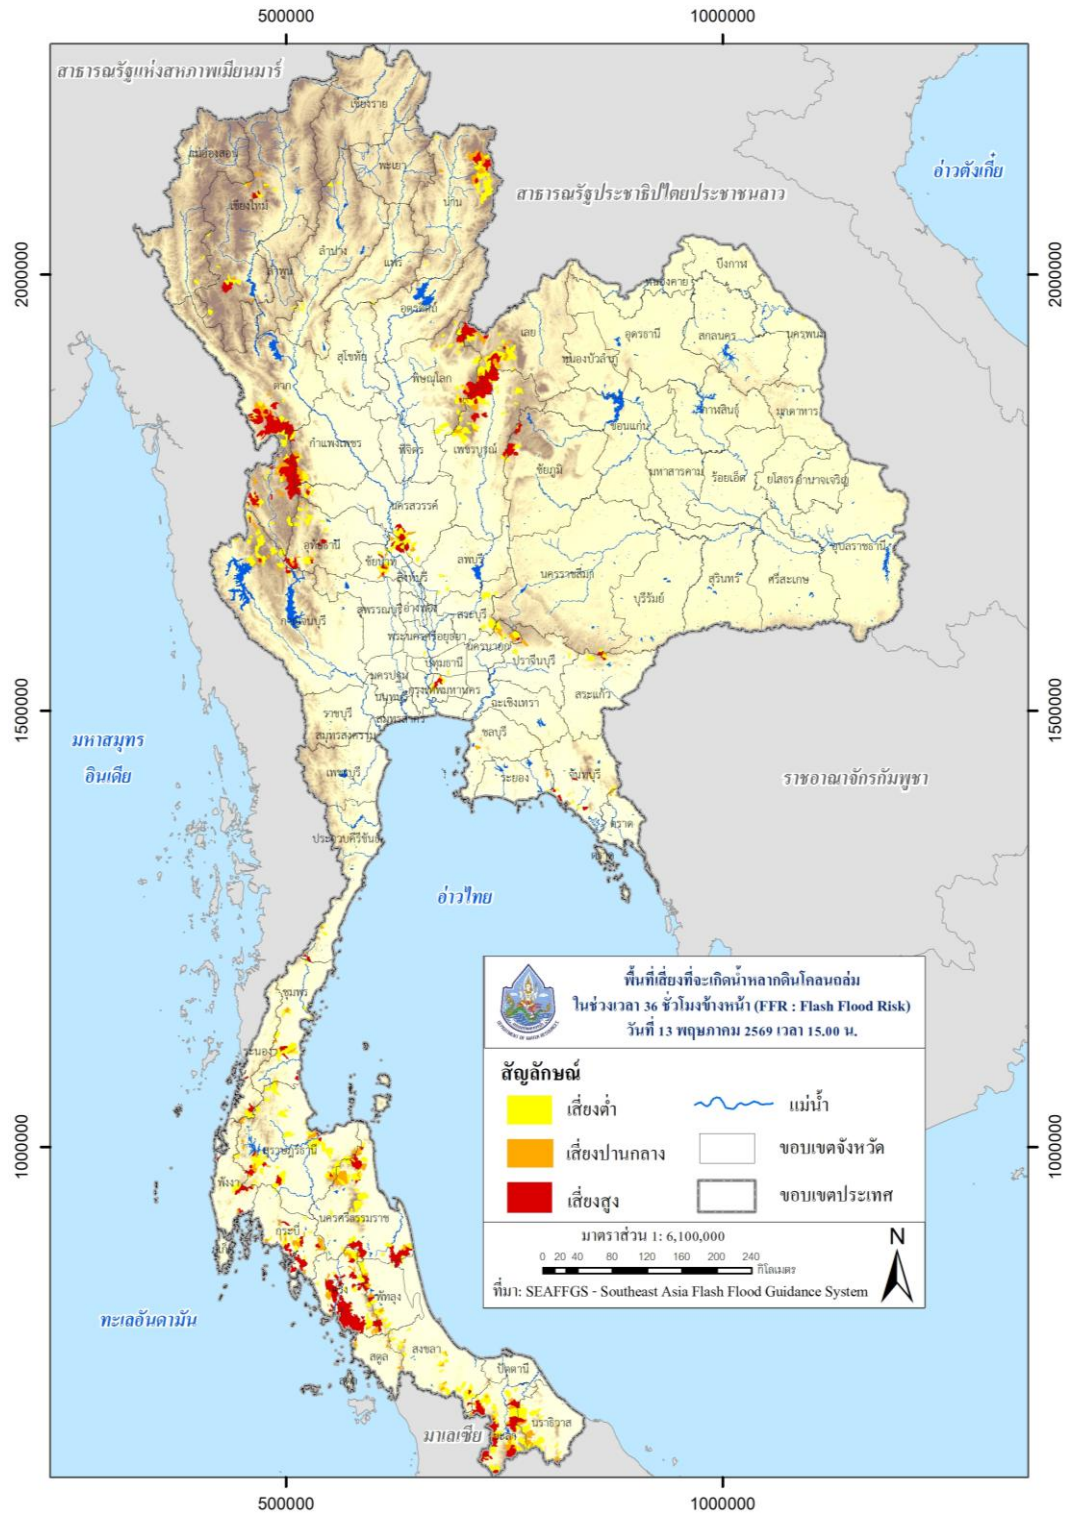 500000
1000000
สาธารณรัฐแห่งสหภาพเมียนมาร์
เชียงราย
แม่ฮ่องสอน
พะเยา
อ่าวตังเกี๋ย
เชียงใหม่
น่าน
สาธารณรัฐประชาธิปไตยประชาชนลาว
ลำปาง
ลำพูน
แพร่
บึงกาฬ
2000000
2000000
หนองคาย
อุตรดิตถ์
เลย
อุดรธานี
สกลนคร
นครพนม
สุโขทัย
หนองบัวลำภู
ตาก
พิษณุโลก
กาฬสินธุ์
มุกดาหาร
กำแพงเพชร
พิจิตร
เพชรบูรณ์
ขอนแก่น
ชัยภูมิ
มหาสารคาม
ร้อยเอ็ด
ยโสธร
อำนาจเจริญ
นครสวรรค์
อุทัยธานี
อุบลราชธานี
ชัยนาท
ลพบุรี
สิงห์บุรี
นครราชสีมา
สุรินทร์
ศรีสะเกษ
บุรีรัมย์
สุพรรณบุรี
อ่างทอง
สระบุรี
กาญจนบุรี
พระนครศรีอยุธยา
นครนายก
ปทุมธานี
ปราจีนบุรี
นครปฐม
กรุงเทพมหานคร
สระแก้ว
นนทบุรี
ฉะเชิงเทรา
1500000
1500000
ราชบุรี
สมุทรสาคร
สมุทรสงคราม
ชลบุรี
มหาสมุทร
อินเดีย
เพชรบุรี
ระยอง
จันทบุรี
ราชอาณาจักรกัมพูชา
ตราด
ประจวบคีรีขันธ์
ตราด
อ่าวไทย
ชุมพร
ระนอง
1000000
1000000
สุราษฎร์ธานี
พังงา
นครศรีธรรมราช
กระบี่
ภูเก็ต
ตรัง
พัทลุง
ทะเลอันดามัน
สตูล
สงขลา
สตูล
ปัตตานี
นราธิวาส
ยะลา
มาเลเซีย
พื้นที่เสี่ยงที่จะเกิดน้ำหลากดินโคลนถล่ม
ในช่วงเวลา 36 ชั่วโมงข้างหน้า (FFR : Flash Flood Risk)
วันที่ 13 พฤษภาคม 2569 เวลา 15.00 น.
สัญลักษณ์
เสี่ยงต่ำ
แม่น้ำ
เสี่ยงปานกลาง
ขอบเขตจังหวัด
เสี่ยงสูง
ขอบเขตประเทศ
มาตราส่วน 1: 6,100,000
N
0 20 40 80 120 160 200 240
กิโลเมตร
ที่มา: SEAFFGS - Southeast Asia Flash Flood Guidance System
500000
1000000